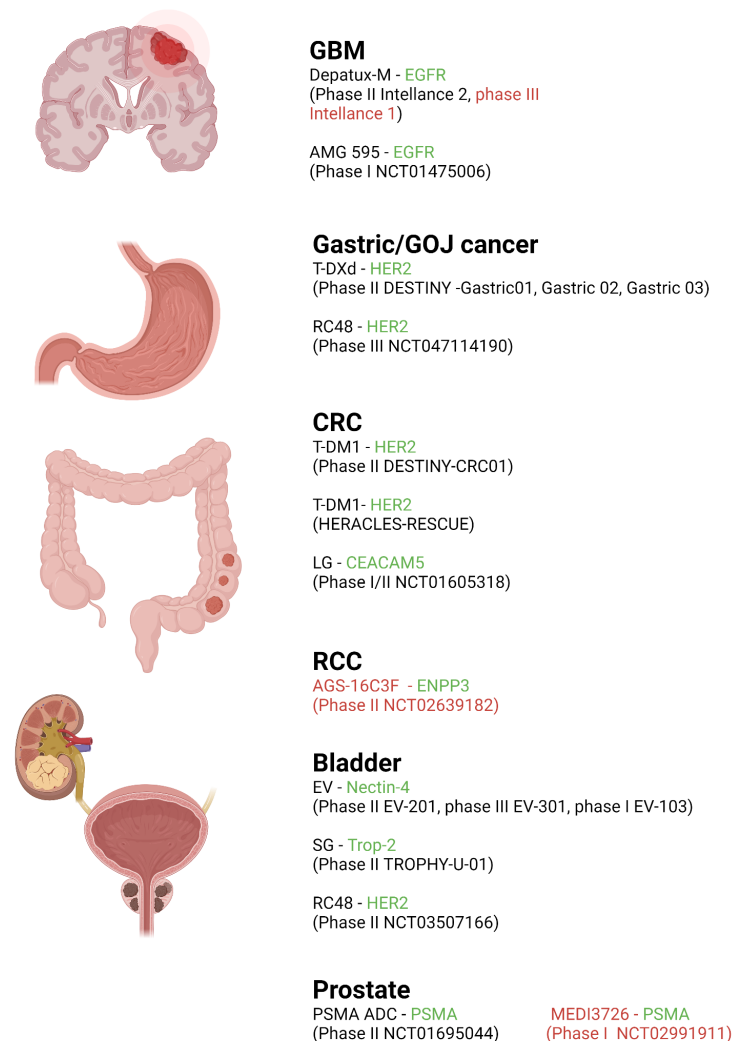 GBM
Depatux-M - EGFR
(Phase II Intellance 2, phase III
Intellance 1)
AMG 595 - EGFR
(Phase I NCT01475006)
Gastric/GOJ cancer
T-DXd - HER2
(Phase II DESTINY -Gastric01, Gastric 02, Gastric 03)
RC48 - HER2
(Phase III NCT047114190)
CRC
T-DM1 - HER2
(Phase II DESTINY-CRC01)
T-DM1- HER2
(HERACLES-RESCUE)
LG - CEACAM5
(Phase I/II NCT01605318)
RCC
AGS-16C3F - ENPP3
(Phase II NCT02639182)
Bladder
EV - Nectin-4
(Phase II EV-201, phase III EV-301, phase I EV-103)
SG - Trop-2
(Phase II TROPHY-U-01)
RC48 - HER2
(Phase II NCT03507166)
Prostate
PSMA ADC - PSMA
(Phase II NCT01695044)
MEDI3726 - PSMA
(Phase I NCT02991911)